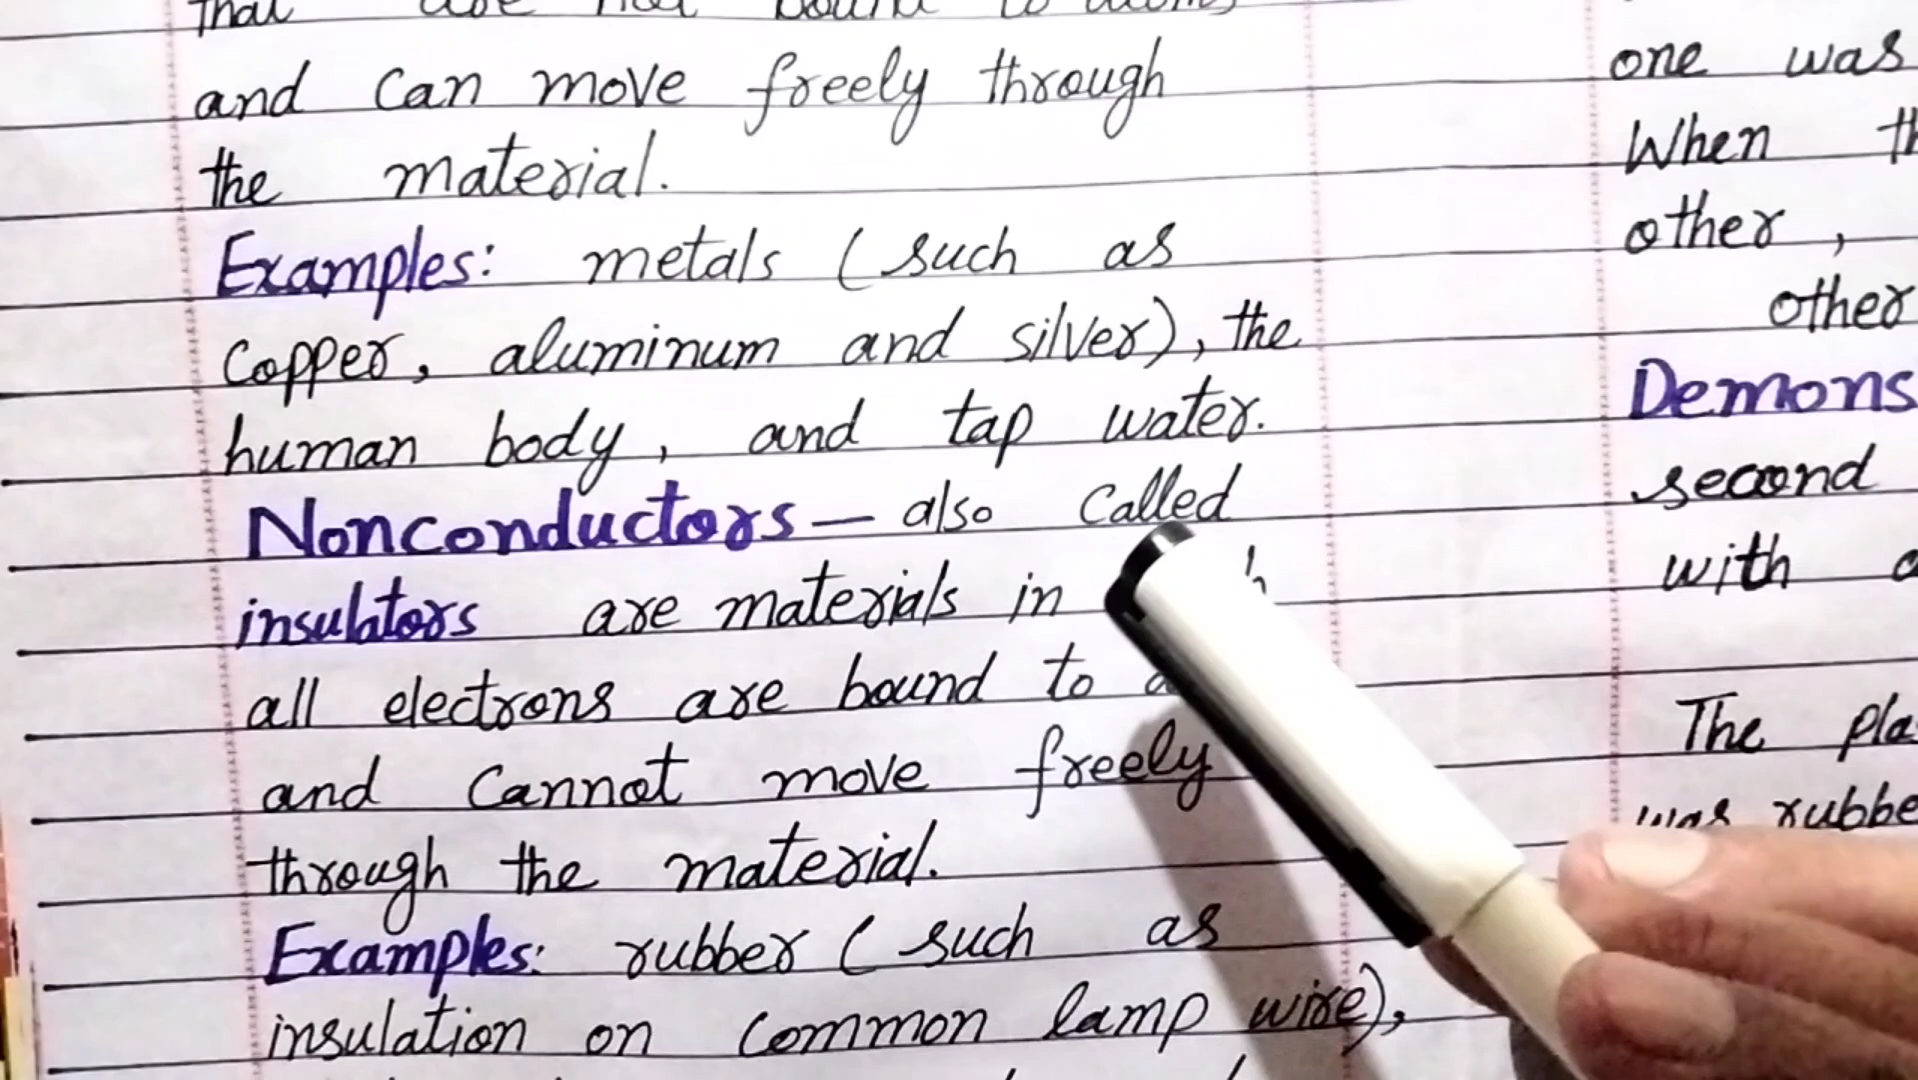 and can move freely through
the material.
Examples: metals (such as
Copper, aluminum and silver), the
human body, and tap water.
Nonconductors — also called
insulators are materials in
all electrons are bound to
and cannot move freely
through the material.
Examples: rubber (such as
insulation on common lamp wire),
one was
When
other,
other
Demons
second
with
The
was rubbe